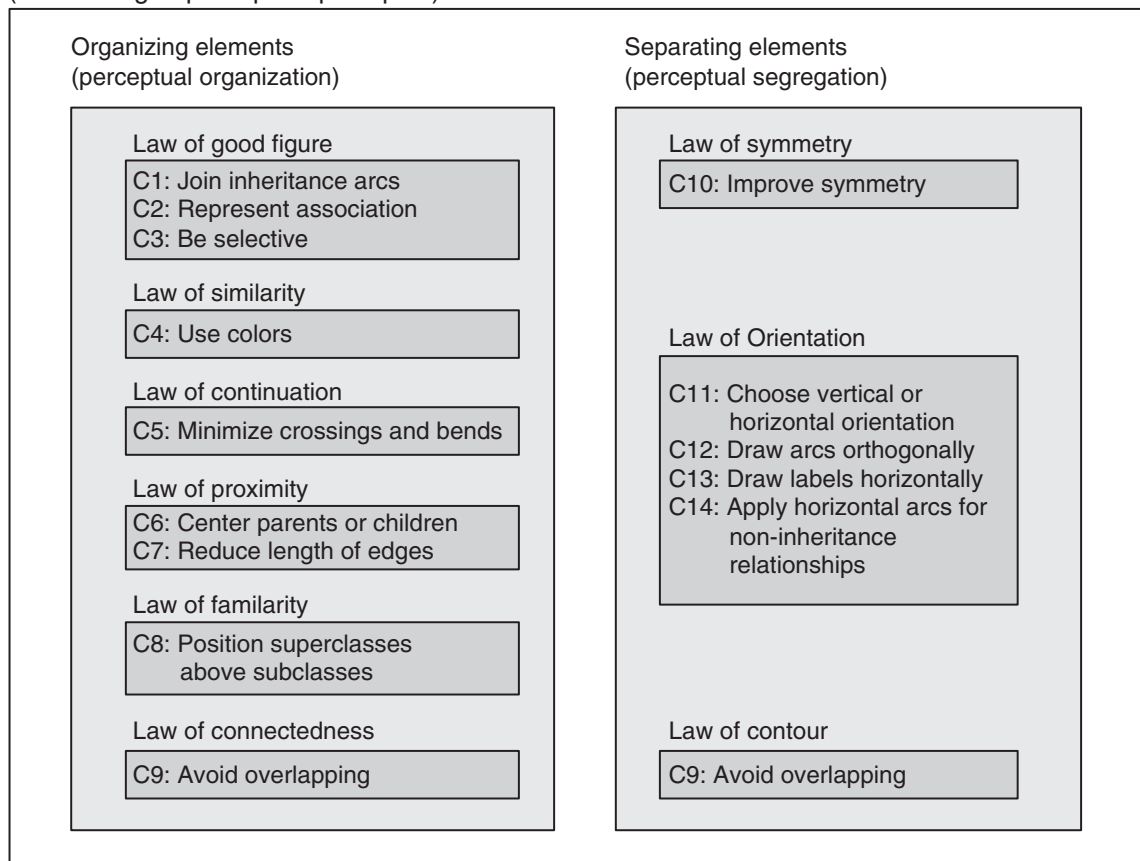 Organizing elements
(perceptual organization)
Law of good figure
C1: Join inheritance arcs
C2: Represent association
C3: Be selective
Law of similarity
C4: Use colors
Law of continuation
C5: Minimize crossings and bends
Law of proximity
C6: Center parents or children
C7: Reduce length of edges
Law of familarity
C8: Position superclasses
above subclasses
Law of connectedness
C9: Avoid overlapping
Separating elements
(perceptual segregation)
Law of symmetry
C10: Improve symmetry
Law of Orientation
C11: Choose vertical or
horizontal orientation
C12: Draw arcs orthogonally
C13: Draw labels horizontally
C14: Apply horizontal arcs for
non-inheritance
relationships
Law of contour
C9: Avoid overlapping